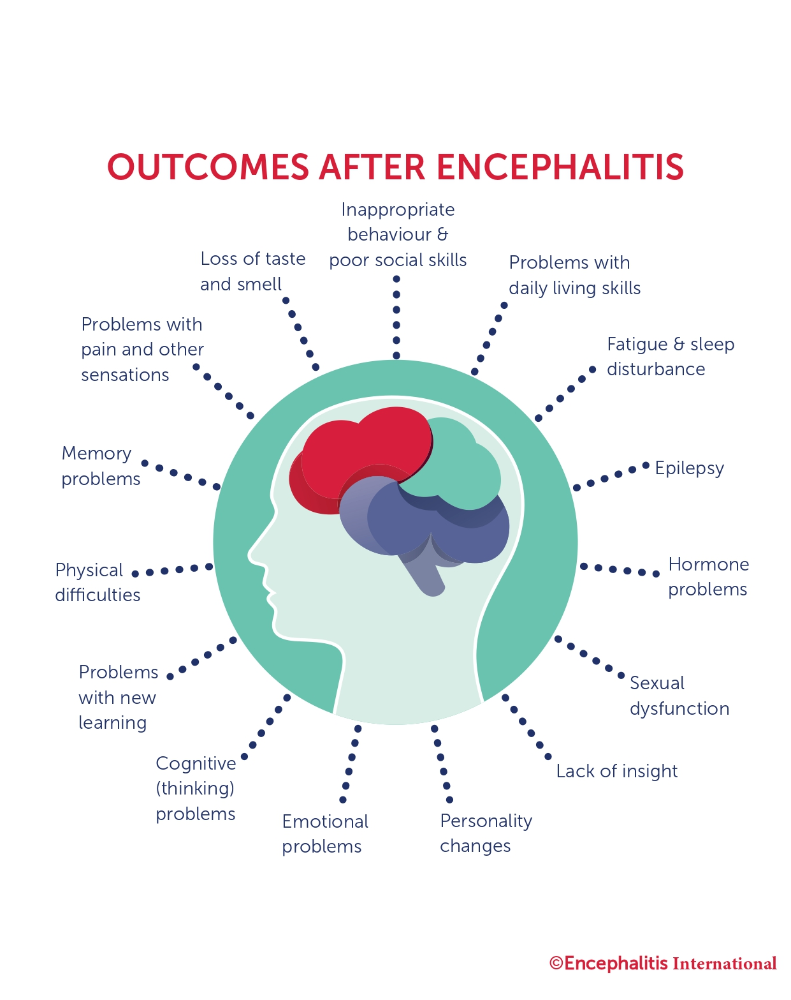 OUTCOMES AFTER ENCEPHALITIS
Inappropriate
behaviour &
poor social skills
Problems with
daily living skills
Fatigue & sleep
disturbance
Epilepsy
Hormone
problems
Sexual
dysfunction
Lack of insight
Personality
changes
Emotional
problems
Cognitive
(thinking)
problems
Problems
with new
learning
Physical
difficulties
Memory
problems
Problems with
pain and other
sensations
Loss of taste
and smell
©Encephalitis International